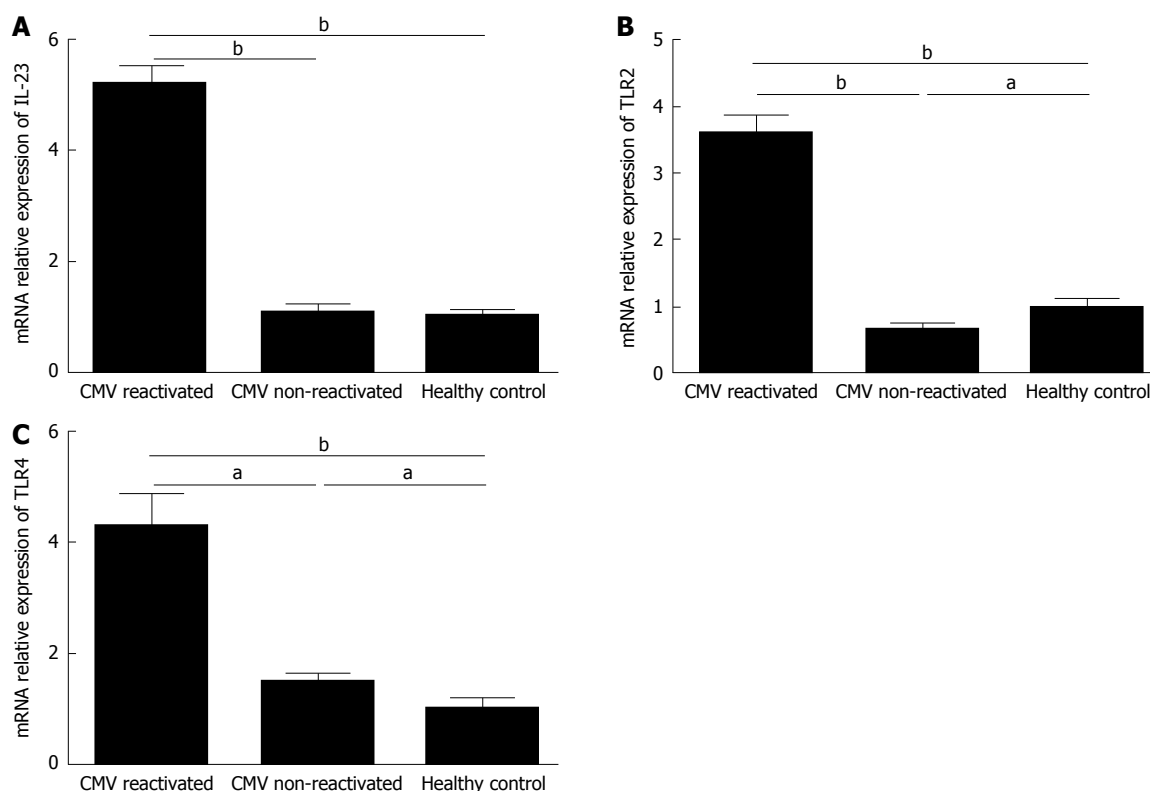 A
mRNA relative expression of IL-23
6
4
2
0
b
b
CMV reactivated
CMV non-reactivated
Healthy control
B
mRNA relative expression of TLR2
5
4
3
2
1
0
b
b
a
CMV reactivated
CMV non-reactivated
Healthy control
C
mRNA relative expression of TLR4
6
4
2
0
b
a
a
CMV reactivated
CMV non-reactivated
Healthy control